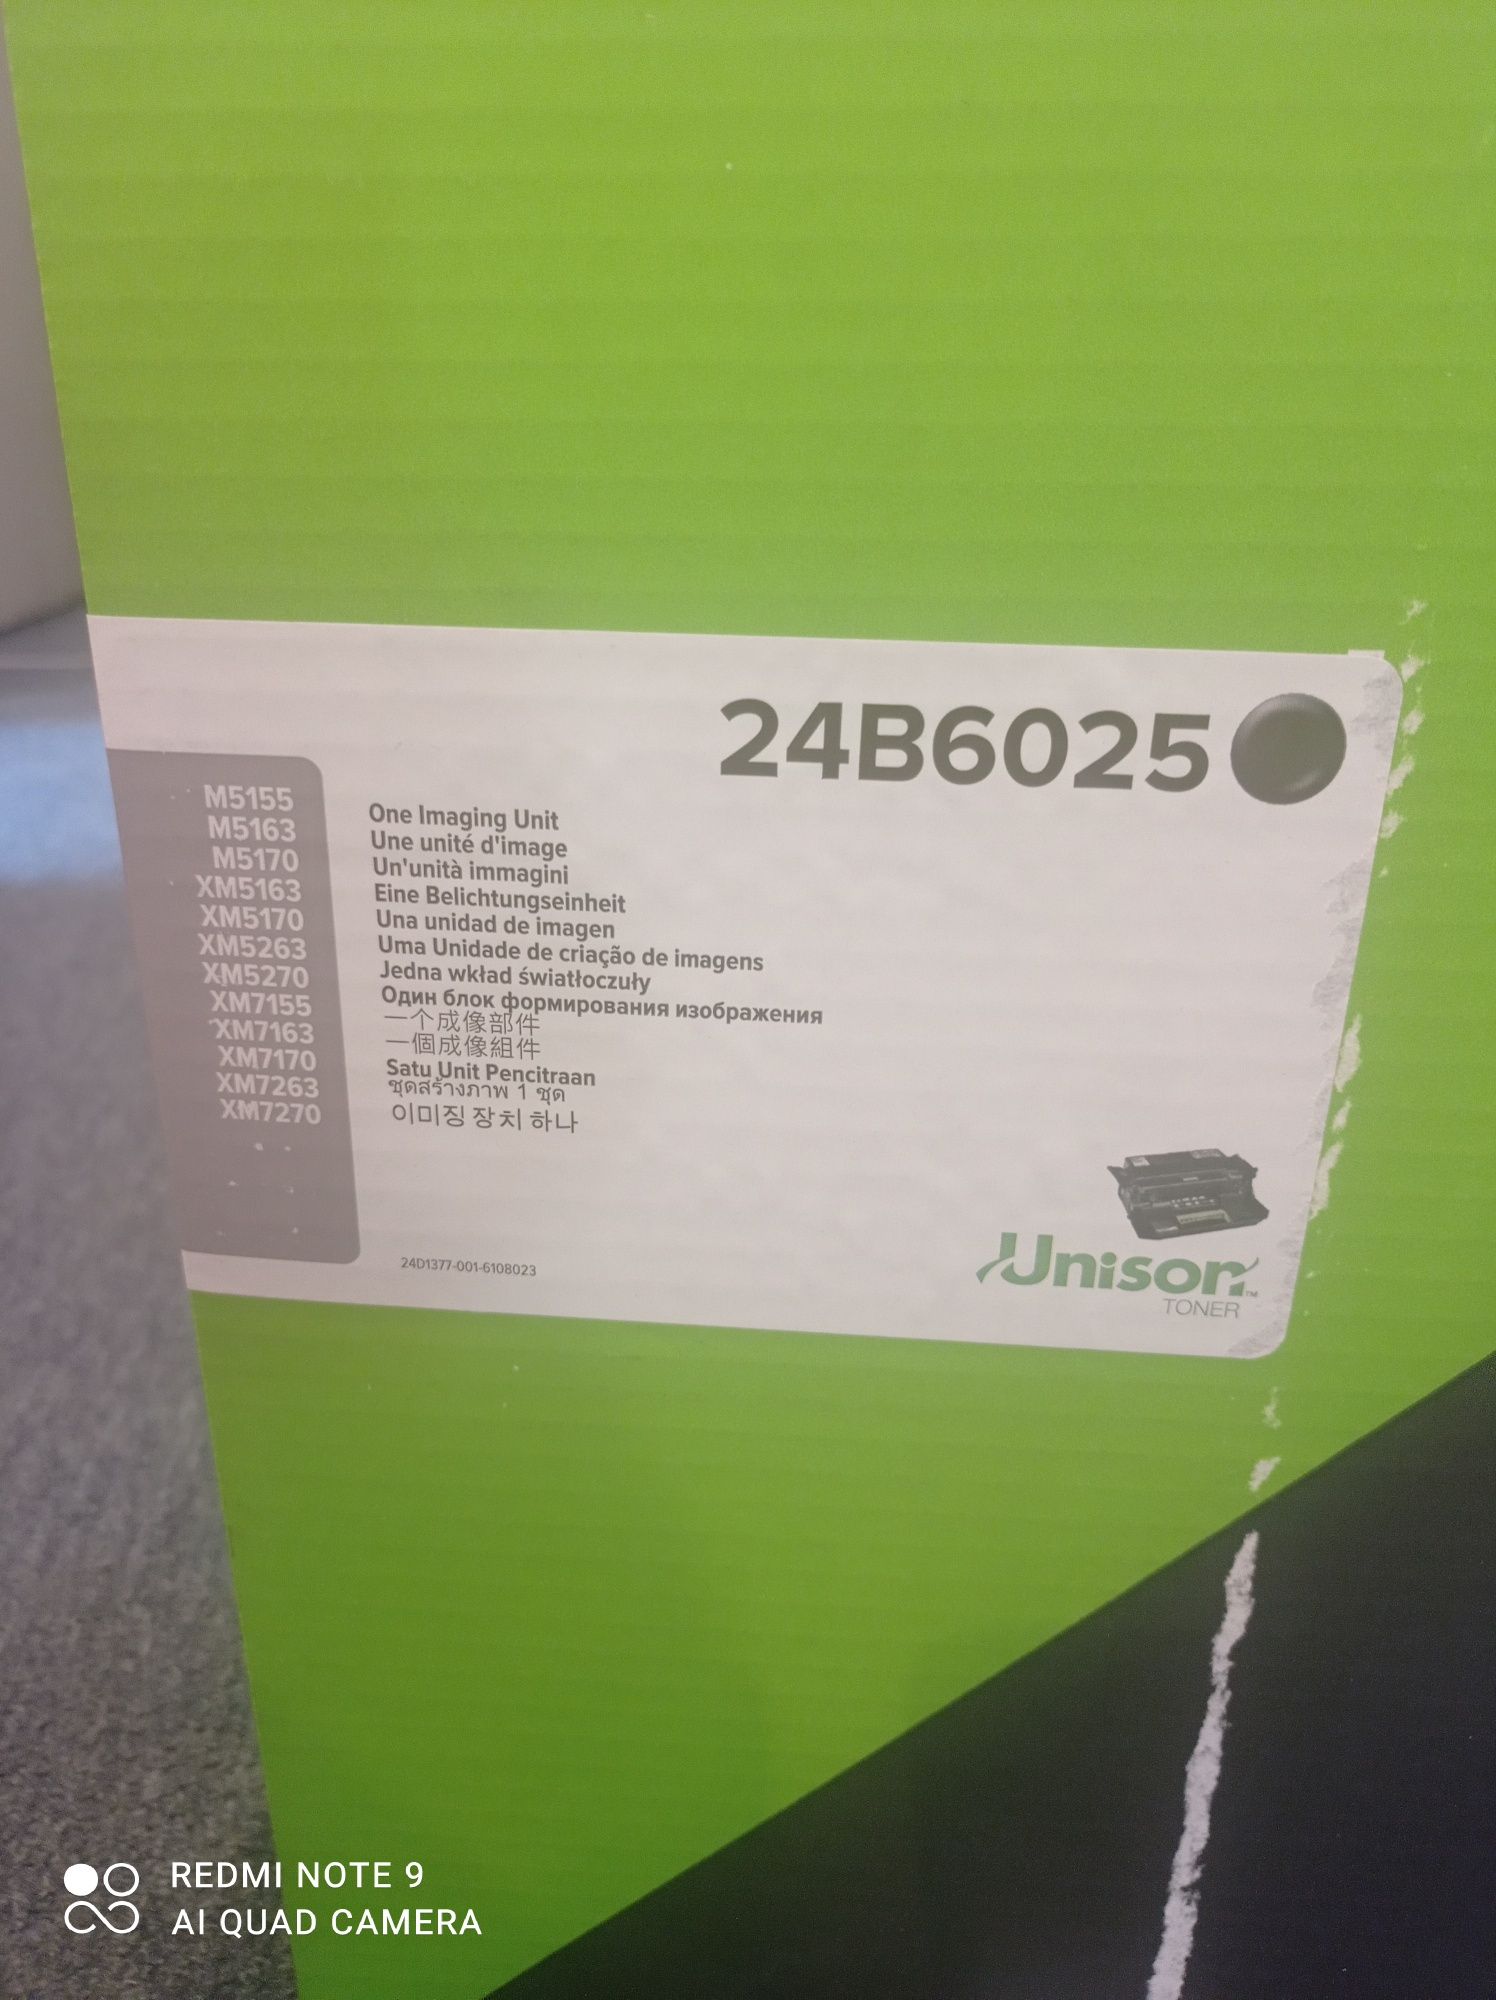 24B6025
M5155
M5163
M5170
XM5163
XM5170
XM5263
XM5270
XM7155
XM7163
XM7170
XM7263
XM7270
One Imaging Unit
Une unité d'image
Un'unità immagini
Eine Belichtungseinheit
Una unidad de imagen
Uma Unidade de criação de imagens
Jedna wkład światłoczuły
Один блок формирования изображения
一个成像部件
一個成像組件
Satu Unit Pencitraan
ชุดสร้างภาพ 1 ชุด
이미징 장치 하나
24D1377-001-6108023
Unison™
TONER
REDMI NOTE 9
AI QUAD CAMERA